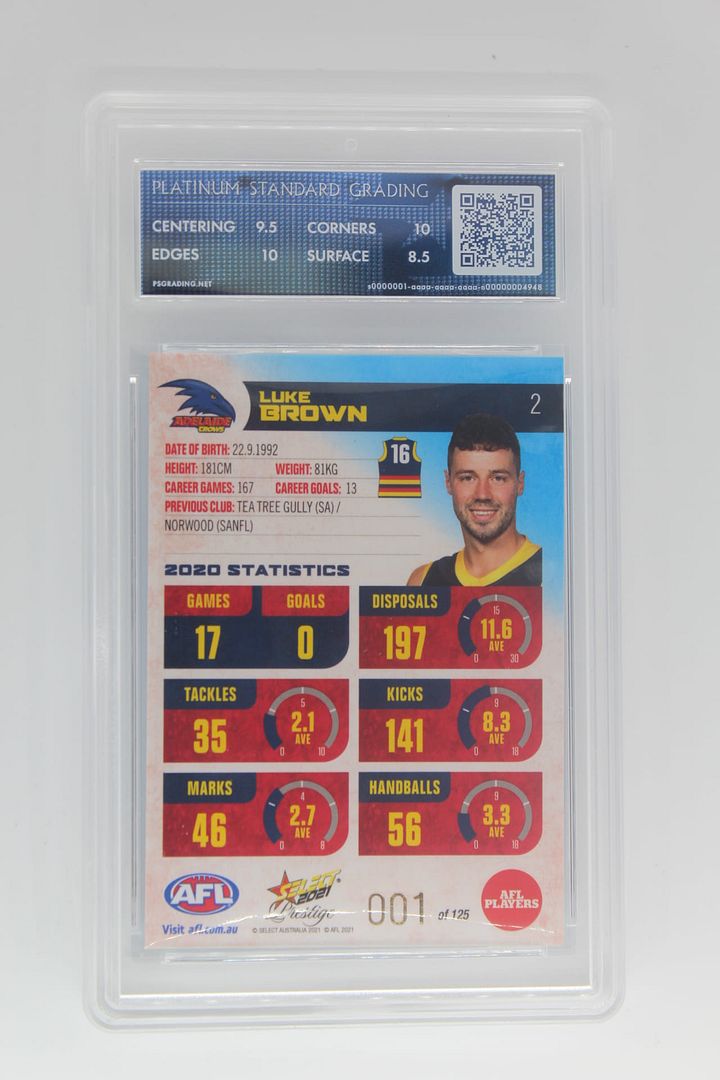 PLATINUM STANDARD GRADING
CENTERING 9.5 CORNERS 10
EDGES 10 SURFACE 8.5
PSGRADING.NET s0000001-aaaa-aaaa-aaaa-s00000004948
ADELAIDE
CROWS
LUKE
BROWN
2
DATE OF BIRTH: 22.9.1992
HEIGHT: 181CM WEIGHT: 81KG
CAREER GAMES: 167 CAREER GOALS: 13
PREVIOUS CLUB: TEA TREE GULLY (SA) /
NORWOOD (SANFL)
16
2020 STATISTICS
GAMES GOALS
17 0
DISPOSALS
197
15
11.6
AVE
0 30
TACKLES
35
5
2.1
AVE
0 10
KICKS
141
9
8.3
AVE
0 18
MARKS
46
4
2.7
AVE
0 8
HANDBALLS
56
9
3.3
AVE
0 18
AFL
Visit afl.com.au
SELECT
2021
Prestige
© SELECT AUSTRALIA 2021 © AFL 2021
001 of 125
AFL
PLAYERS